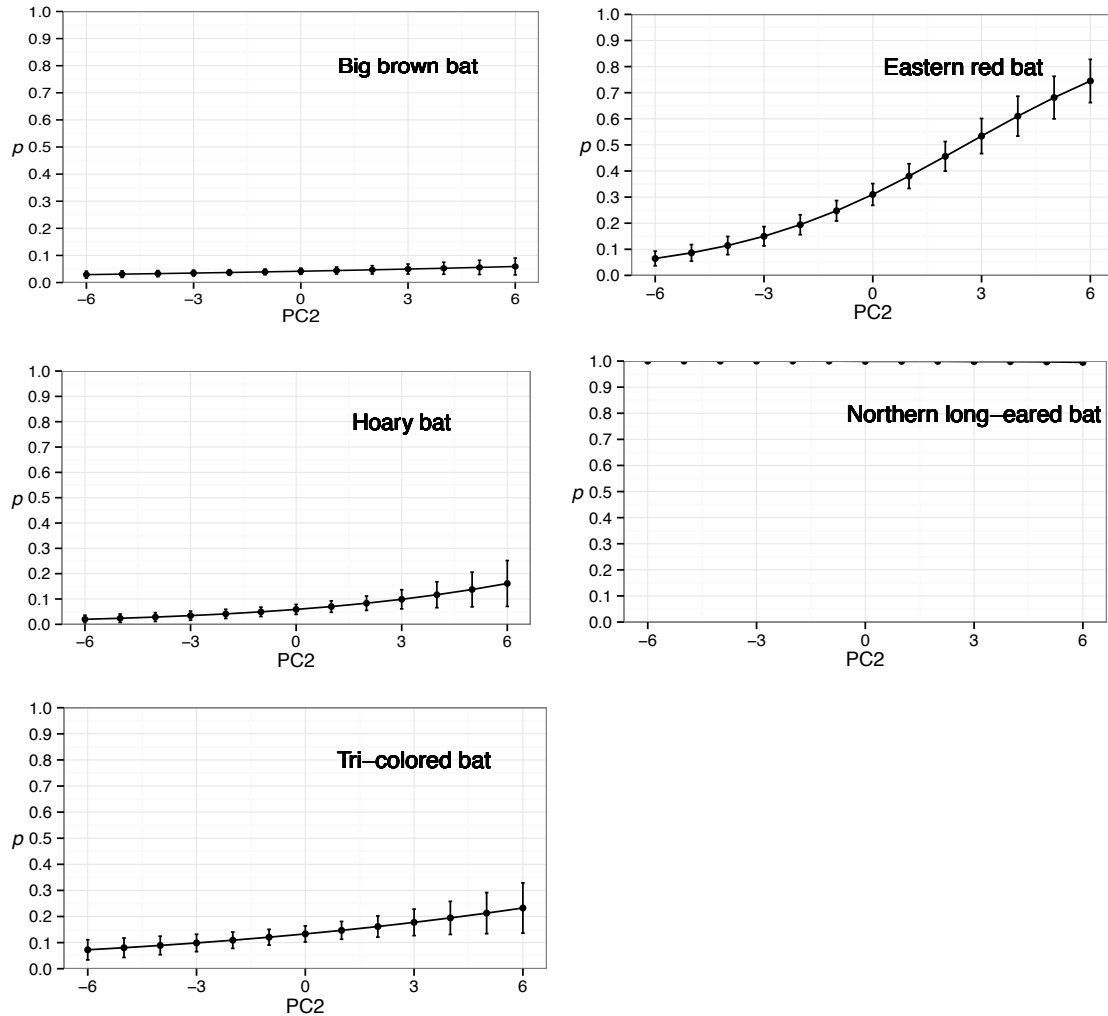 Big brown bat
1.0
0.9
0.8
0.7
0.6
p 0.5
0.4
0.3
0.2
0.1
0.0
−6 −3 0 3 6
PC2
Eastern red bat
1.0
0.9
0.8
0.7
0.6
p 0.5
0.4
0.3
0.2
0.1
0.0
−6 −3 0 3 6
PC2
Hoary bat
1.0
0.9
0.8
0.7
0.6
p 0.5
0.4
0.3
0.2
0.1
0.0
−6 −3 0 3 6
PC2
Northern long−eared bat
1.0
0.9
0.8
0.7
0.6
p 0.5
0.4
0.3
0.2
0.1
0.0
−6 −3 0 3 6
PC2
Tri−colored bat
1.0
0.9
0.8
0.7
0.6
p 0.5
0.4
0.3
0.2
0.1
0.0
−6 −3 0 3 6
PC2